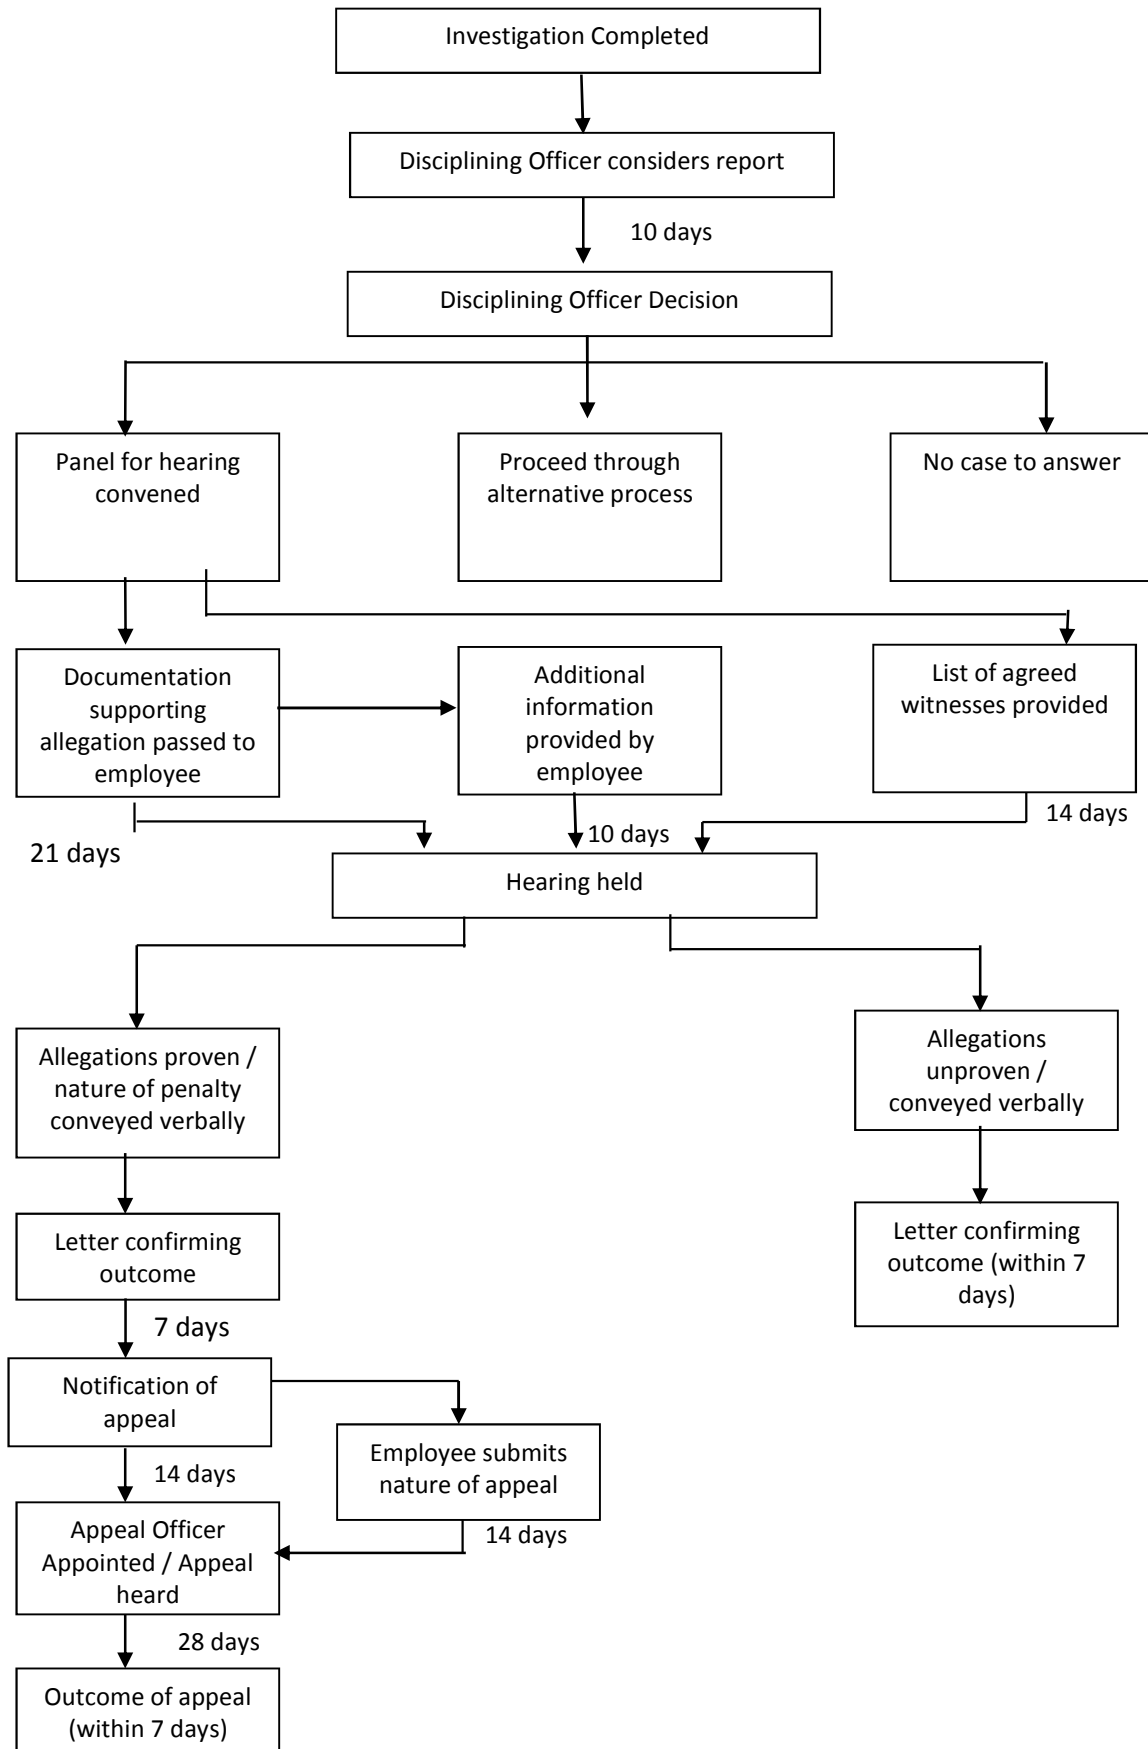 Investigation Completed
Disciplining Officer considers report
10 days
Disciplining Officer Decision
Panel for hearing
convened
Proceed through
alternative process
No case to answer
Documentation
supporting
allegation passed to
employee
Additional
information
provided by
employee
List of agreed
witnesses provided
21 days
10 days
14 days
Hearing held
Allegations proven /
nature of penalty
conveyed verbally
Allegations
unproven /
conveyed verbally
Letter confirming
outcome
Letter confirming
outcome (within 7
days)
7 days
Notification of
appeal
Employee submits
nature of appeal
14 days
14 days
Appeal Officer
Appointed / Appeal
heard
28 days
Outcome of appeal
(within 7 days)